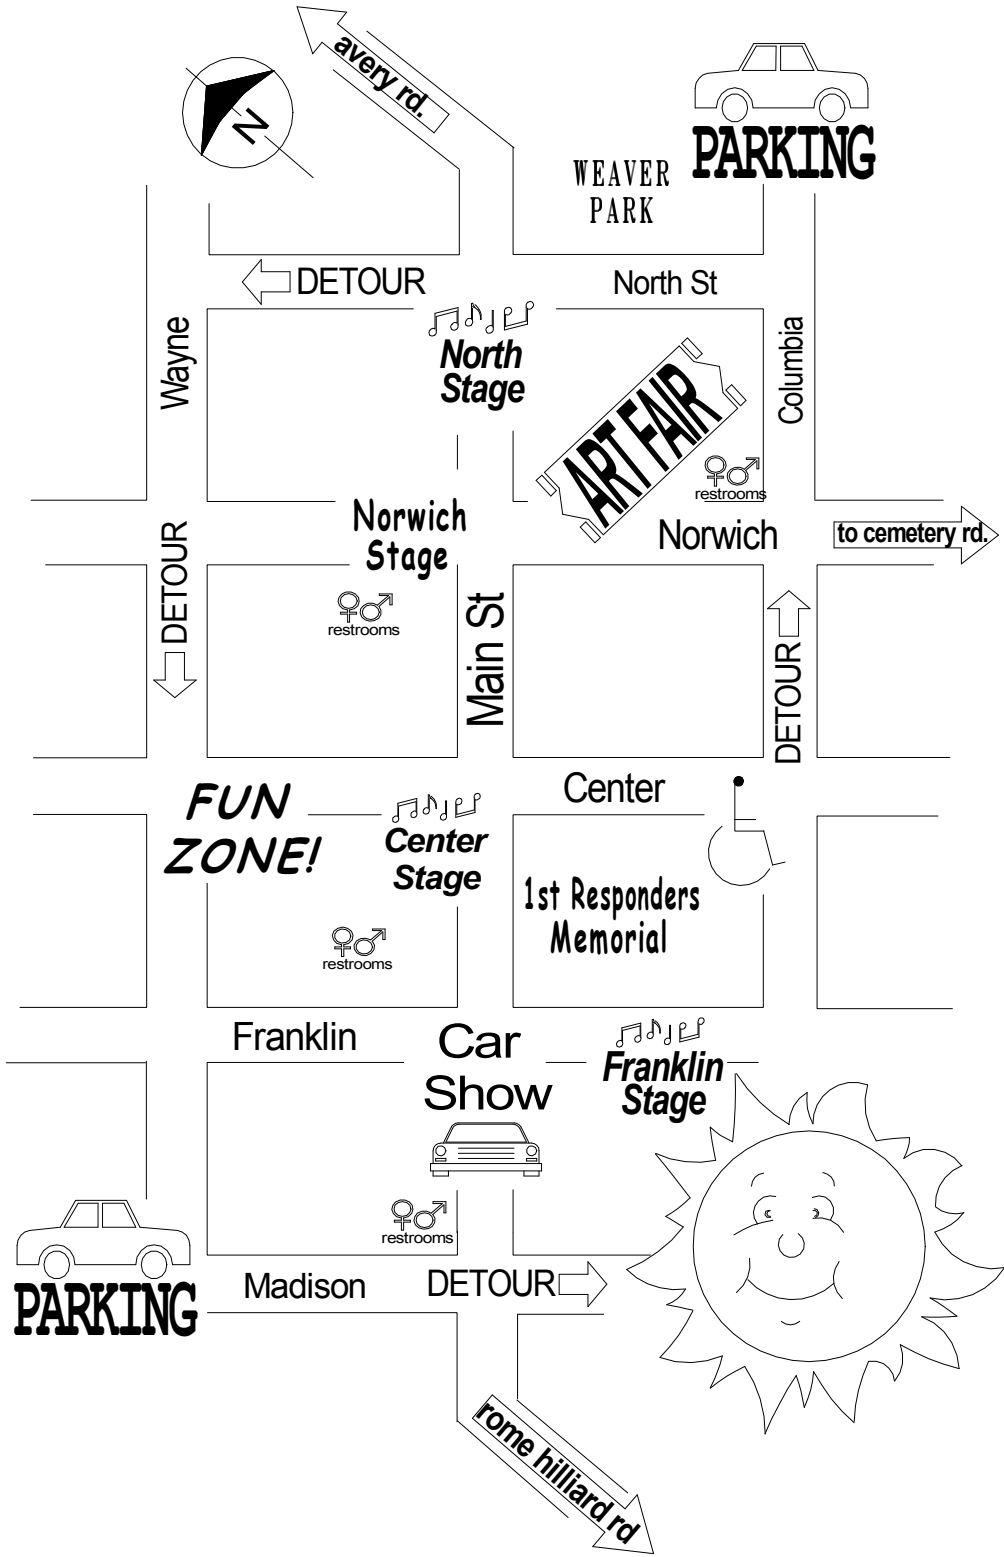 avery rd.
N
PARKING
WEAVER
PARK
DETOUR
North St
Wayne
North
Stage
Columbia
ART FAIR
restrooms
Norwich
Stage
Norwich
to cemetery rd.
DETOUR
restrooms
Main St
DETOUR
Center
FUN
ZONE!
Center
Stage
1st Responders
Memorial
restrooms
Franklin
Car
Show
Franklin
Stage
restrooms
PARKING
Madison
DETOUR
rome hilliard rd